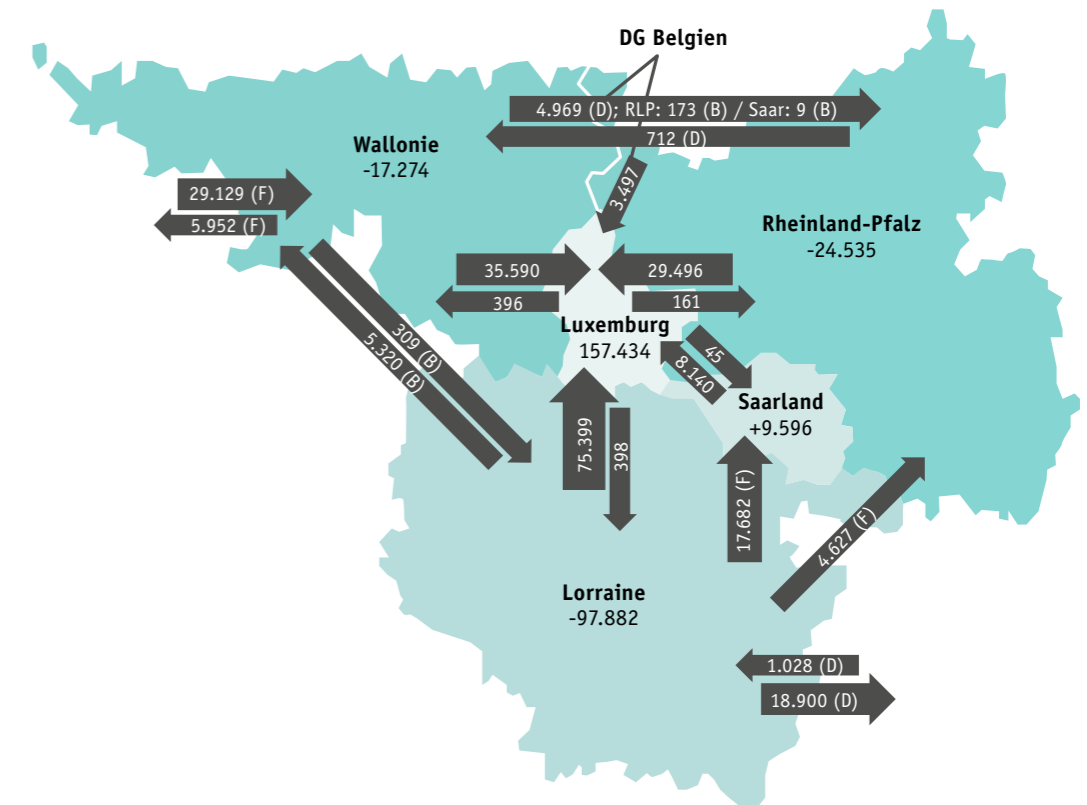 DG Belgien
4.969 (D); RLP: 173 (B) / Saar: 9 (B)
712 (D)
Wallonie
-17.274
3.497
29.129 (F)
5.952 (F)
Rheinland-Pfalz
-24.535
35.590
29.496
396
161
Luxemburg
157.434
309 (B)
5.320 (B)
45
8.140
Saarland
+9.596
75.399
398
17.682 (F)
4.627 (F)
Lorraine
-97.882
1.028 (D)
18.900 (D)